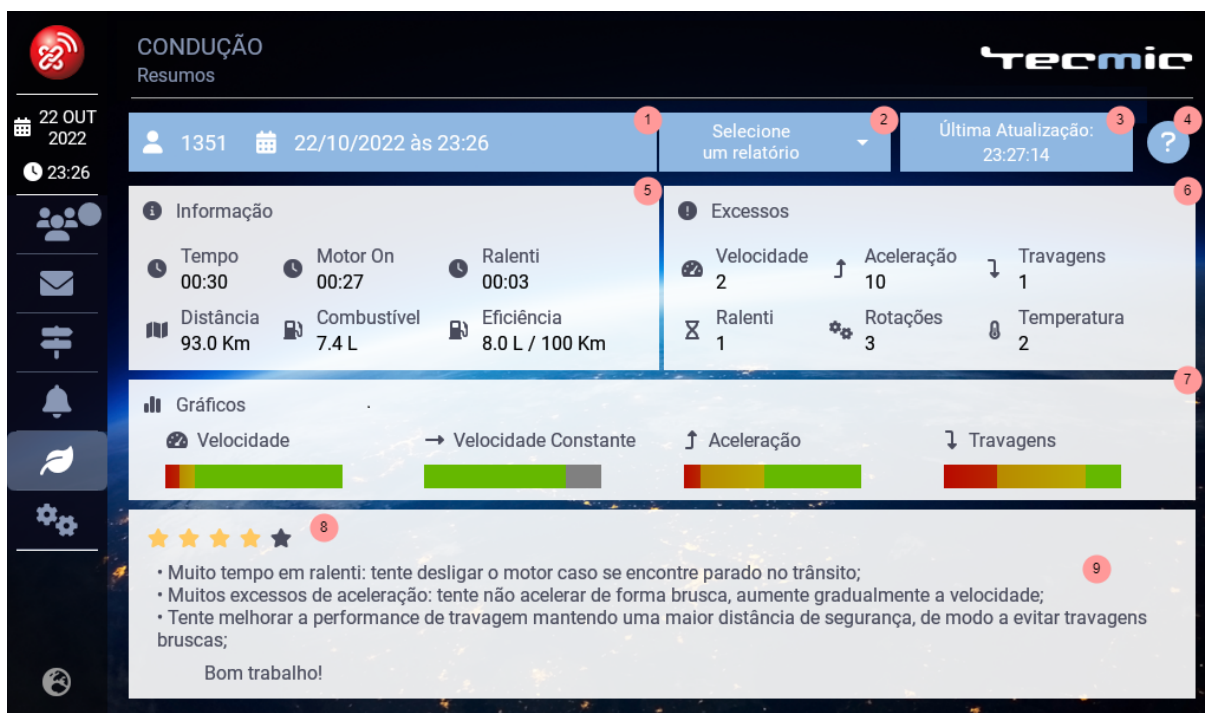 CONDUÇÃO
Resumos
tecmic
22 OUT
2022
23:26
1351 22/10/2022 às 23:26
1
Selecione
um relatório
2
Última Atualização:
23:27:14
3
?
4
Informação
5
Tempo Motor On Ralenti
00:30 00:27 00:03
Distância Combustível Eficiência
93.0 Km 7.4 L 8.0 L / 100 Km
Excessos
6
Velocidade Aceleração Travagens
2 10 1
Ralenti Rotações Temperatura
1 3 2
7
Gráficos
Velocidade Velocidade Constante Aceleração Travagens
8
9
• Muito tempo em ralenti: tente desligar o motor caso se encontre parado no trânsito;
• Muitos excessos de aceleração: tente não acelerar de forma brusca, aumente gradualmente a velocidade;
• Tente melhorar a performance de travagem mantendo uma maior distância de segurança, de modo a evitar travagens
bruscas;
Bom trabalho!